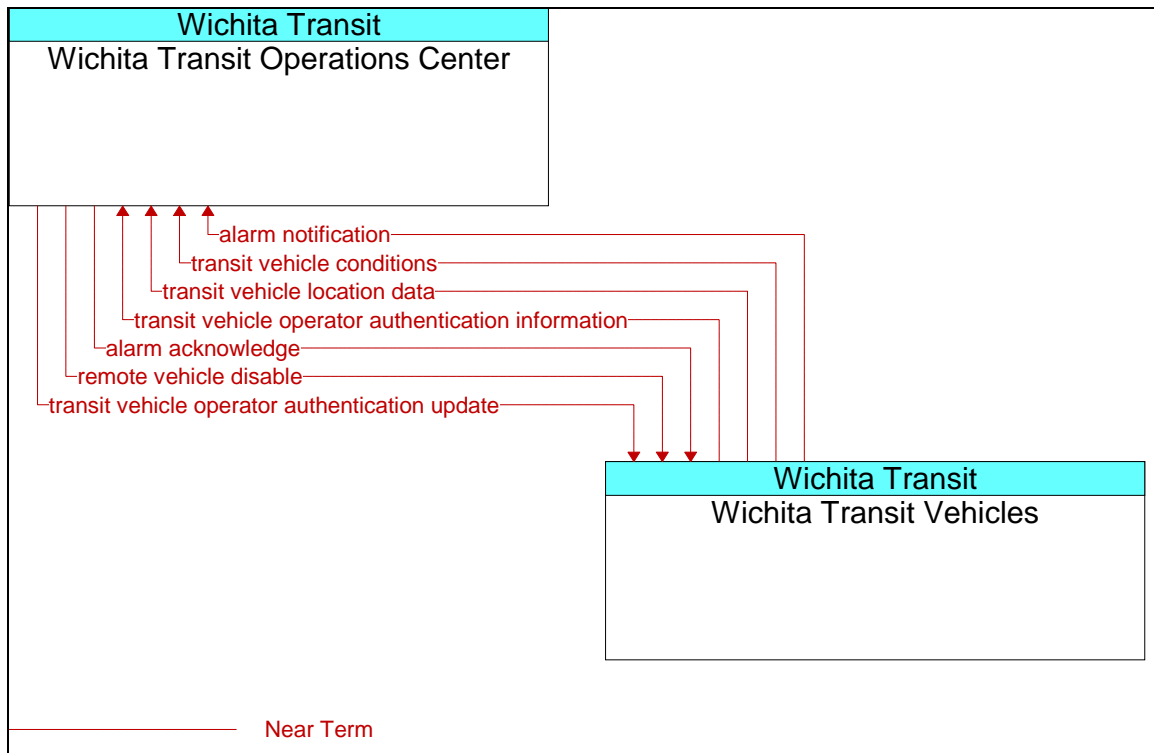 Wichita Transit
Wichita Transit Operations Center
alarm notification
transit vehicle conditions
transit vehicle location data
transit vehicle operator authentication information
alarm acknowledge
remote vehicle disable
transit vehicle operator authentication update
Wichita Transit
Wichita Transit Vehicles
Near Term